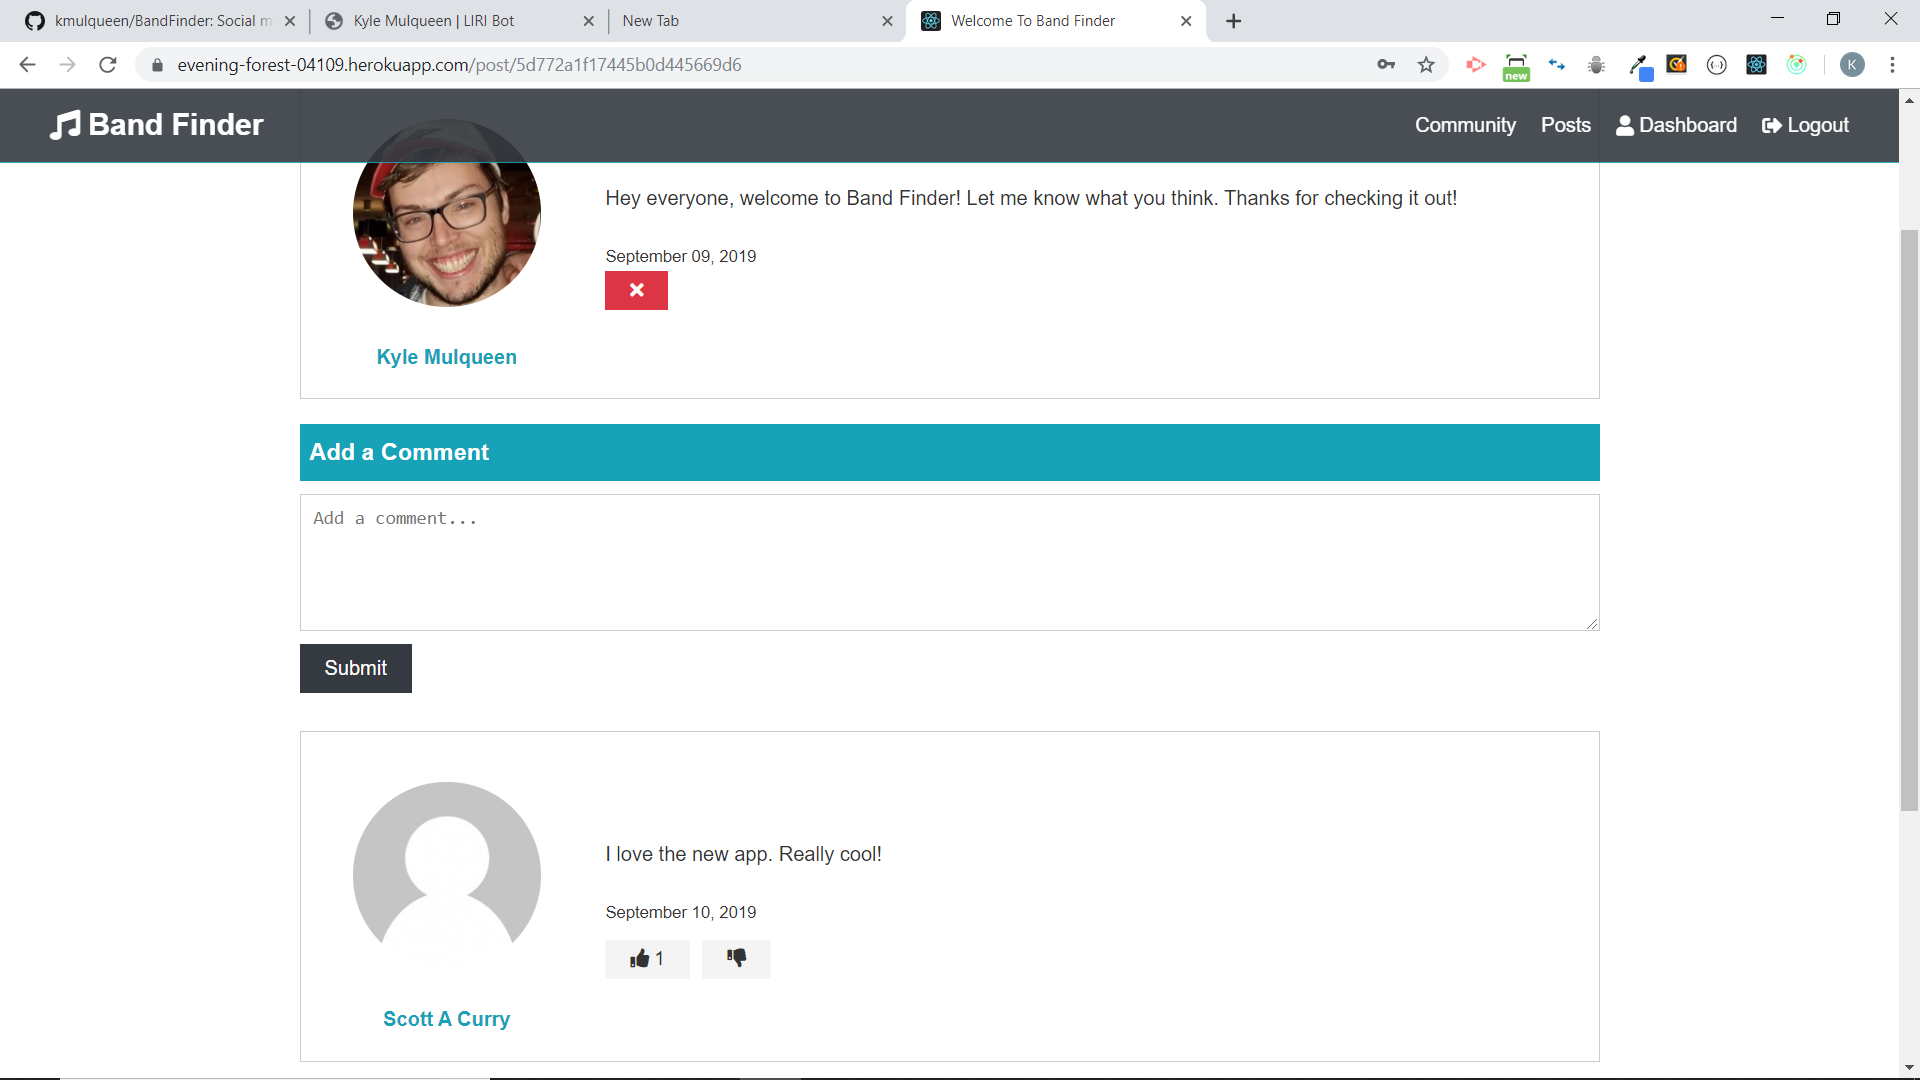 kmulqueen/BandFinder: Social m
Kyle Mulqueen | LIRI Bot
New Tab
Welcome To Band Finder
evening-forest-04109.herokuapp.com/post/5d772a1f17445b0d445669d6
new
K
Band Finder
Community
Posts
Dashboard
Logout
Hey everyone, welcome to Band Finder! Let me know what you think. Thanks for checking it out!
September 09, 2019
Kyle Mulqueen
Add a Comment
Add a comment...
Submit
I love the new app. Really cool!
September 10, 2019
1
Scott A Curry